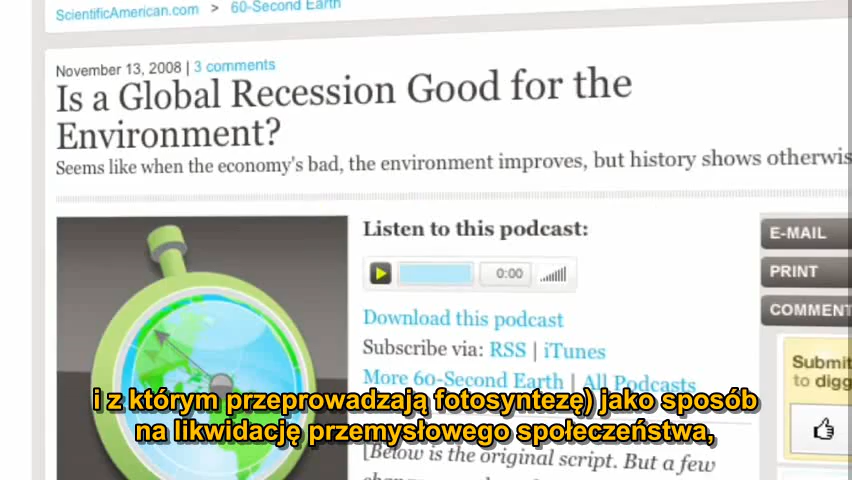 ScientificAmerican.com > 60-Second Earth
November 13, 2008 | 3 comments
Is a Global Recession Good for the
Environment?
Seems like when the economy's bad, the environment improves, but history shows otherwis
Listen to this podcast:
0:00
Download this podcast
Subscribe via: RSS | iTunes
More 60-Second Earth | All Podcasts
[Below is the original script. But a few
E-MAIL
PRINT
COMMENT
Submit
to digg
i z którym przeprowadzają fotosyntezę) jako sposób
na likwidację przemysłowego społeczeństwa,